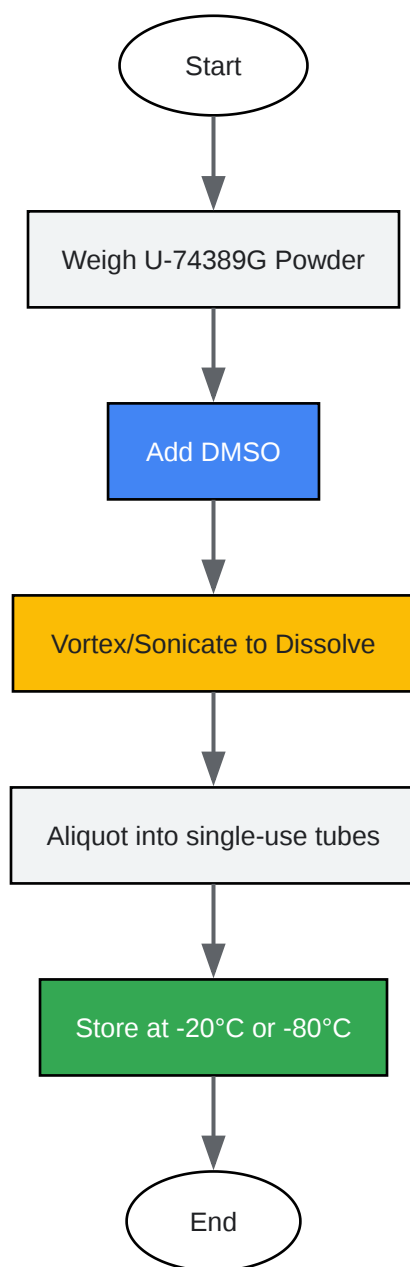 Start
Weigh U-74389G Powder
Add DMSO
Vortex/Sonicate to Dissolve
Aliquot into single-use tubes
Store at -20°C or -80°C
End